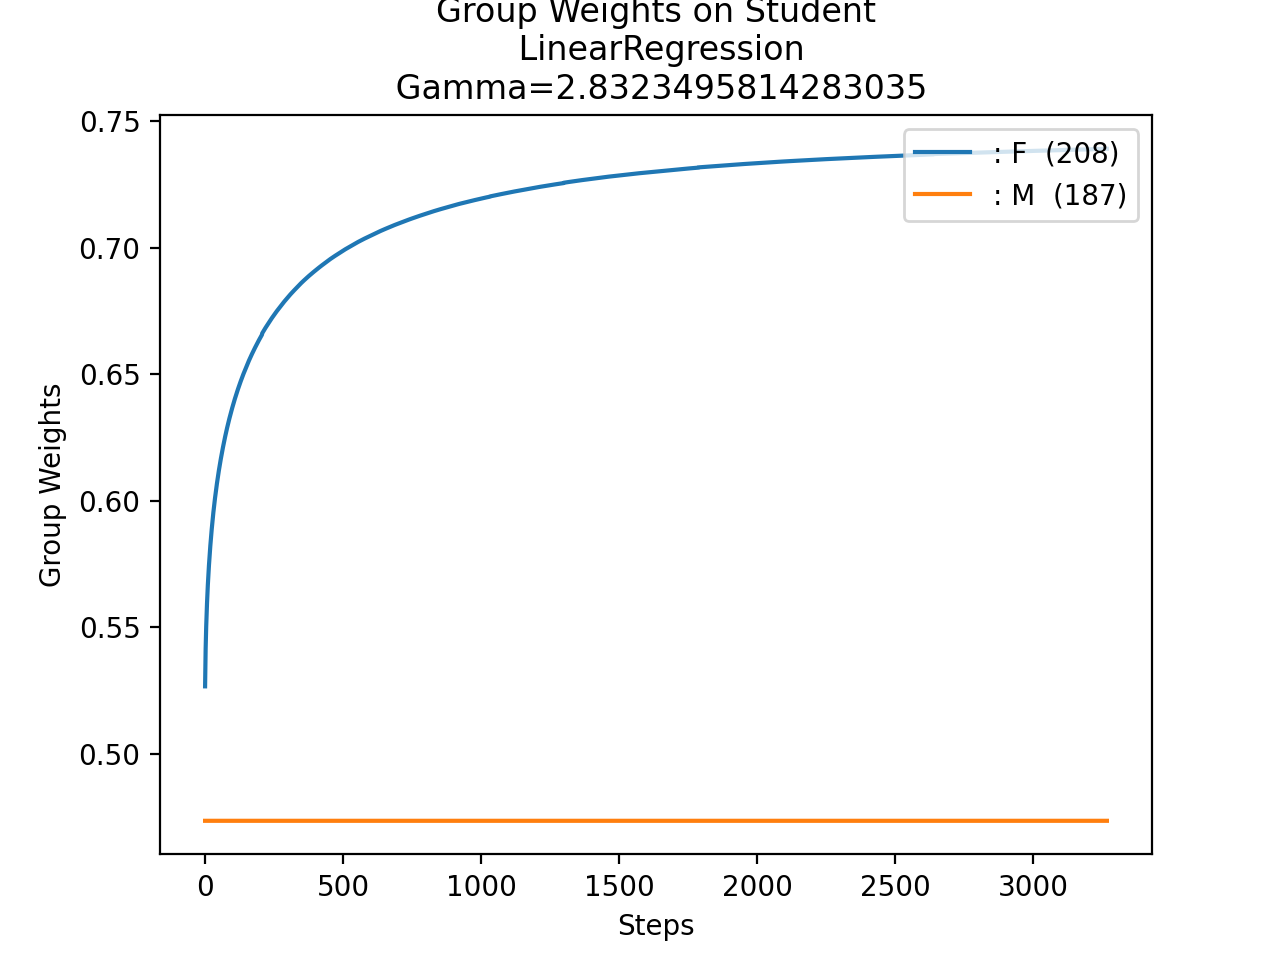 Group Weights on Student
LinearRegression
Gamma=2.8323495814283035
0.75
0.70
0.65
0.60
0.55
0.50
Group Weights
: F (208)
: M (187)
0 500 1000 1500 2000 2500 3000
Steps